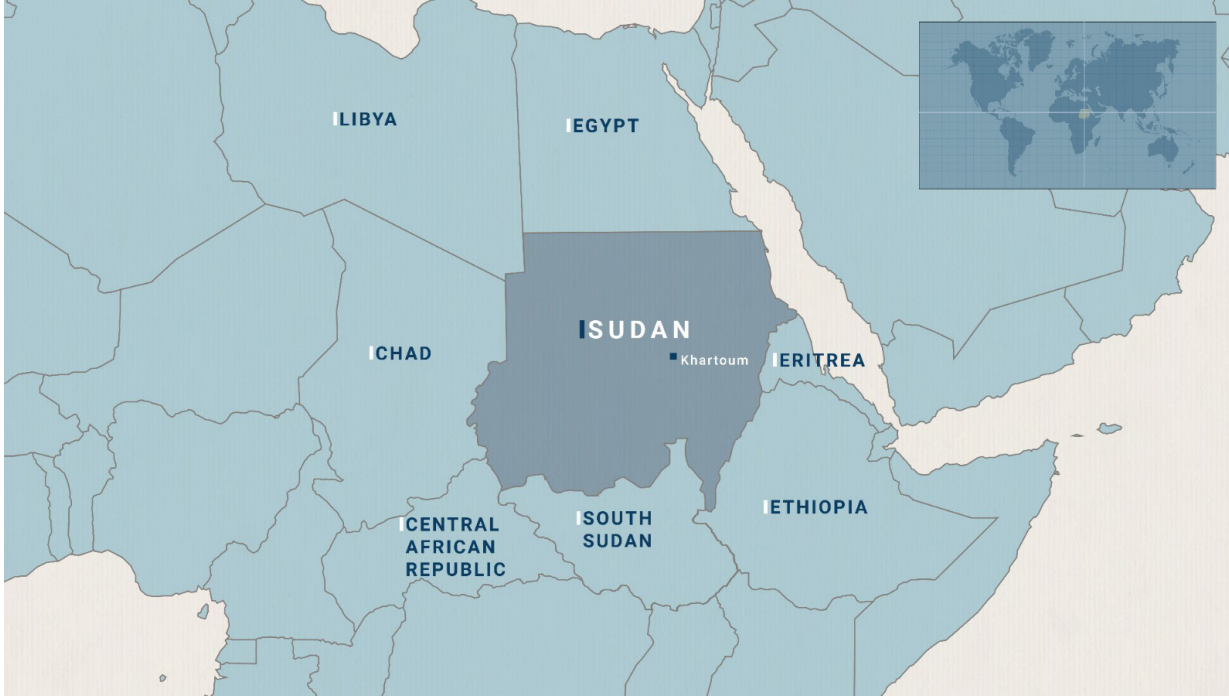 LIBYA
EGYPT
SUDAN
Khartoum
CHAD
ERITREA
ETHIOPIA
CENTRAL
AFRICAN
REPUBLIC
SOUTH
SUDAN